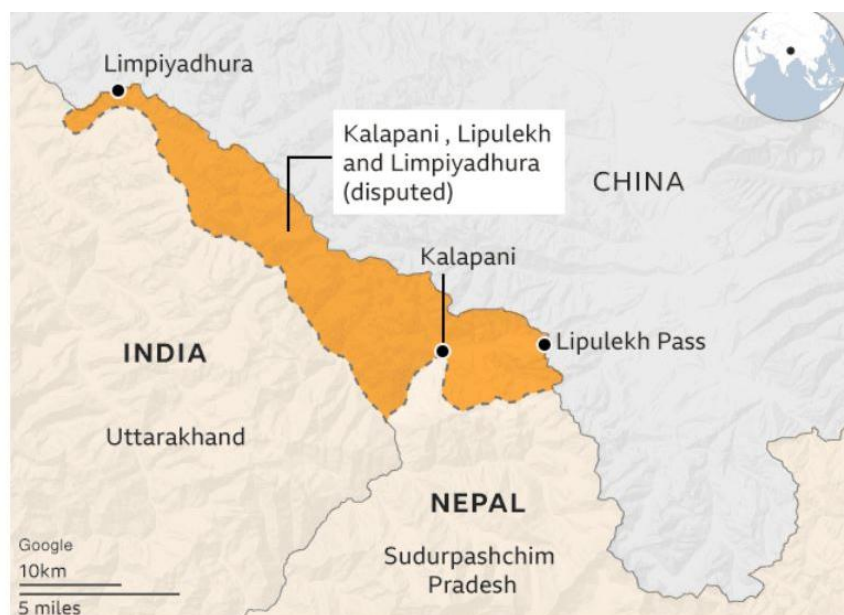 Limpiyadhura
Kalapani , Lipulekh
and Limpiyadhura
(disputed)
CHINA
Kalapani
Lipulekh Pass
INDIA
Uttarakhand
NEPAL
Sudurpashchim
Pradesh
Google
10km
5 miles